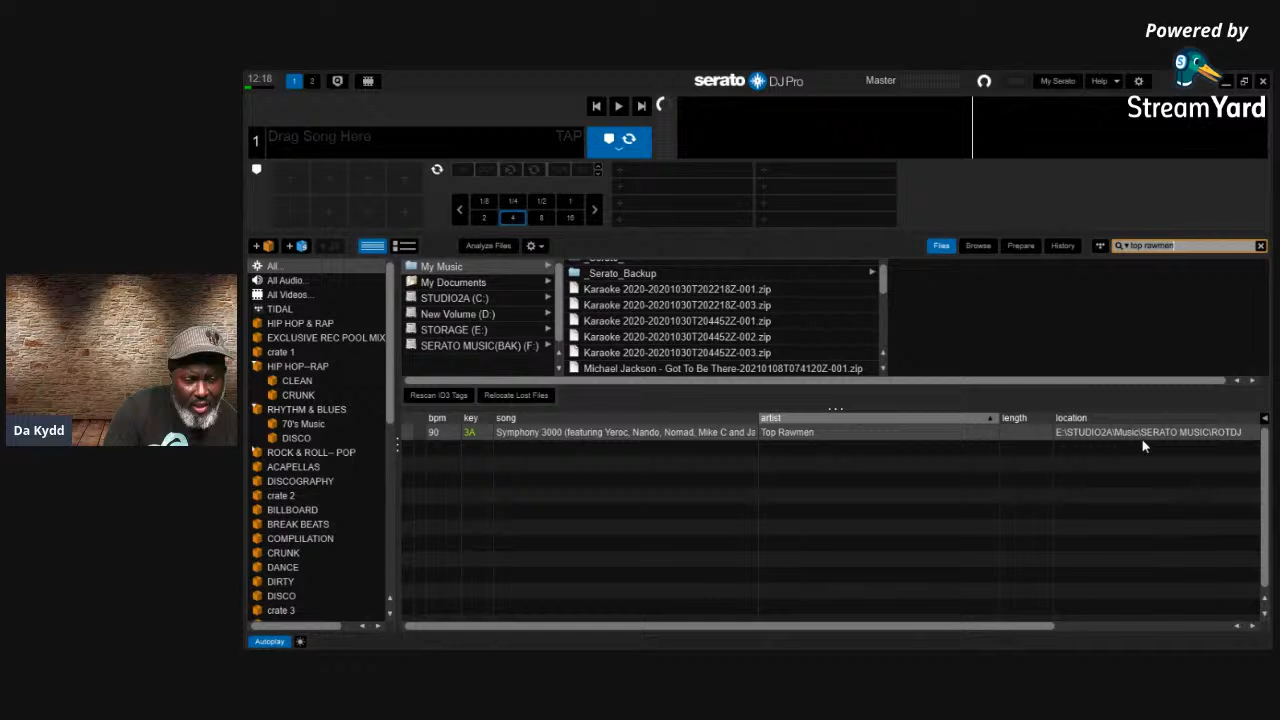 Powered by
StreamYard
12:18
1
2
serato DJ Pro
Master
My Serato
Help
1
Drag Song Here
TAP
1/8
1/4
1/2
1
2
4
8
16
Analyze Files
Files
Browse
Prepare
History
top rawmen
All...
All Audio...
All Videos...
TIDAL
HIP HOP & RAP
EXCLUSIVE REC POOL MIX
crate 1
HIP HOP--RAP
CLEAN
CRUNK
RHYTHM & BLUES
70's Music
DISCO
ROCK & ROLL-- POP
ACAPELLAS
DISCOGRAPHY
crate 2
BILLBOARD
BREAK BEATS
COMPLILATION
CRUNK
DANCE
DIRTY
DISCO
crate 3
My Music
My Documents
STUDIO2A (C:)
New Volume (D:)
STORAGE (E:)
SERATO MUSIC(BAK) (F:)
_Serato_Backup
Karaoke 2020-20201030T202218Z-001.zip
Karaoke 2020-20201030T202218Z-003.zip
Karaoke 2020-20201030T204452Z-001.zip
Karaoke 2020-20201030T204452Z-002.zip
Karaoke 2020-20201030T204452Z-003.zip
Michael Jackson - Got To Be There-20210108T074120Z-001.zip
Rescan ID3 Tags
Relocate Lost Files
bpm
key
song
artist
length
location
90
3A
Symphony 3000 (featuring Yeroc, Nando, Nomad, Mike C and Ja
Top Rawmen
E:\STUDIO2A\Music\SERATO MUSIC\ROTDJ
Da Kydd
Autoplay